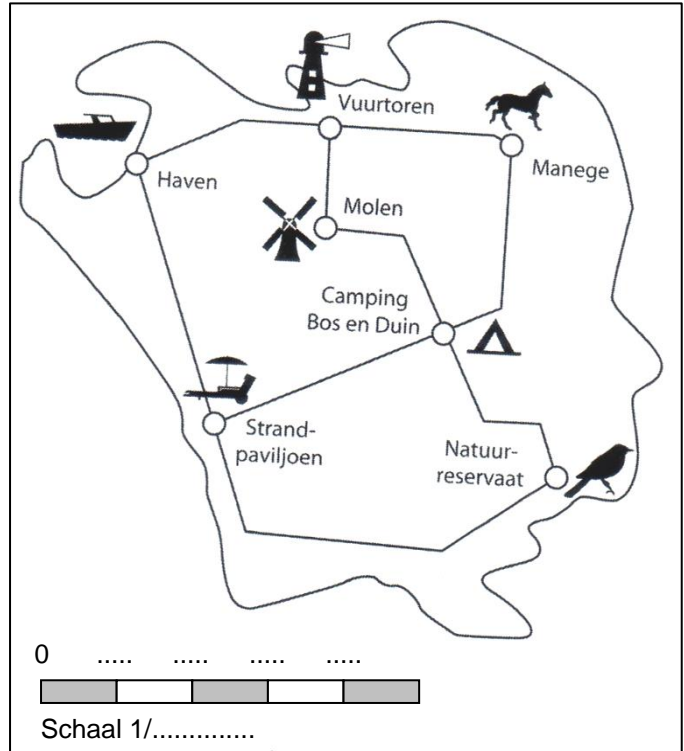 Vuurtoren
Manege
Haven
Molen
Camping
Bos en Duin
Strand-
paviljoen
Natuur-
reservaat
0 ..... ..... ..... .....
Schaal 1/..............